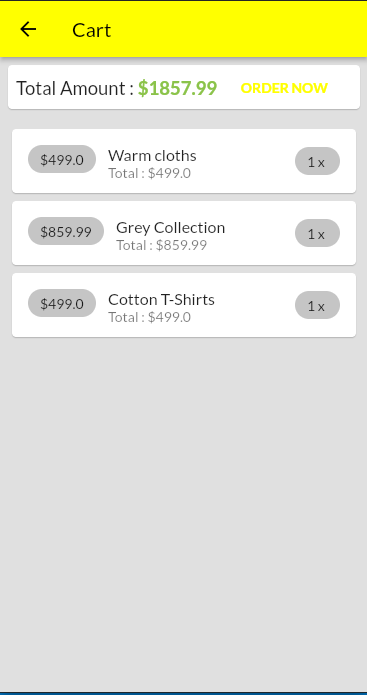 Cart
Total Amount : $1857.99 ORDER NOW
$499.0 Warm cloths 1 x
Total : $499.0
$859.99 Grey Collection 1 x
Total : $859.99
$499.0 Cotton T-Shirts 1 x
Total : $499.0